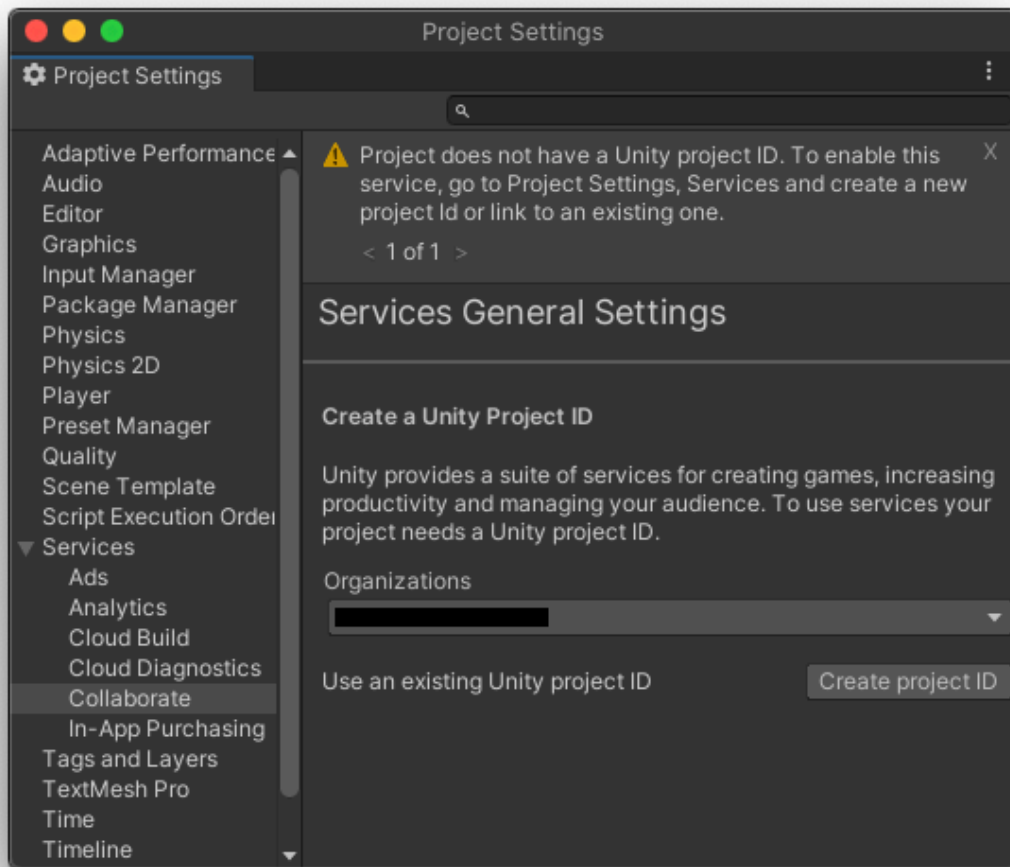 Project Settings
Project Settings
Adaptive Performance
Audio
Editor
Graphics
Input Manager
Package Manager
Physics
Physics 2D
Player
Preset Manager
Quality
Scene Template
Script Execution Order
Services
Ads
Analytics
Cloud Build
Cloud Diagnostics
Collaborate
In-App Purchasing
Tags and Layers
TextMesh Pro
Time
Timeline
Project does not have a Unity project ID. To enable this
service, go to Project Settings, Services and create a new
project Id or link to an existing one.
< 1 of 1 >
X
Services General Settings
Create a Unity Project ID
Unity provides a suite of services for creating games, increasing
productivity and managing your audience. To use services your
project needs a Unity project ID.
Organizations
Use an existing Unity project ID
Create project ID